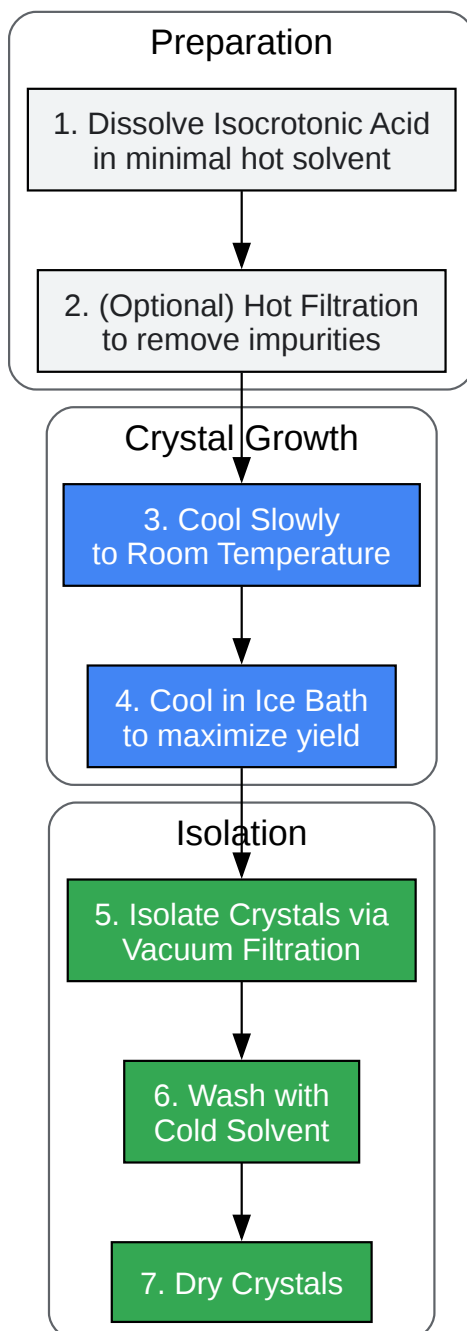 Preparation
1. Dissolve Isocrotonic Acid
in minimal hot solvent
2. (Optional) Hot Filtration
to remove impurities
Crystal Growth
3. Cool Slowly
to Room Temperature
4. Cool in Ice Bath
to maximize yield
Isolation
5. Isolate Crystals via
Vacuum Filtration
6. Wash with
Cold Solvent
7. Dry Crystals